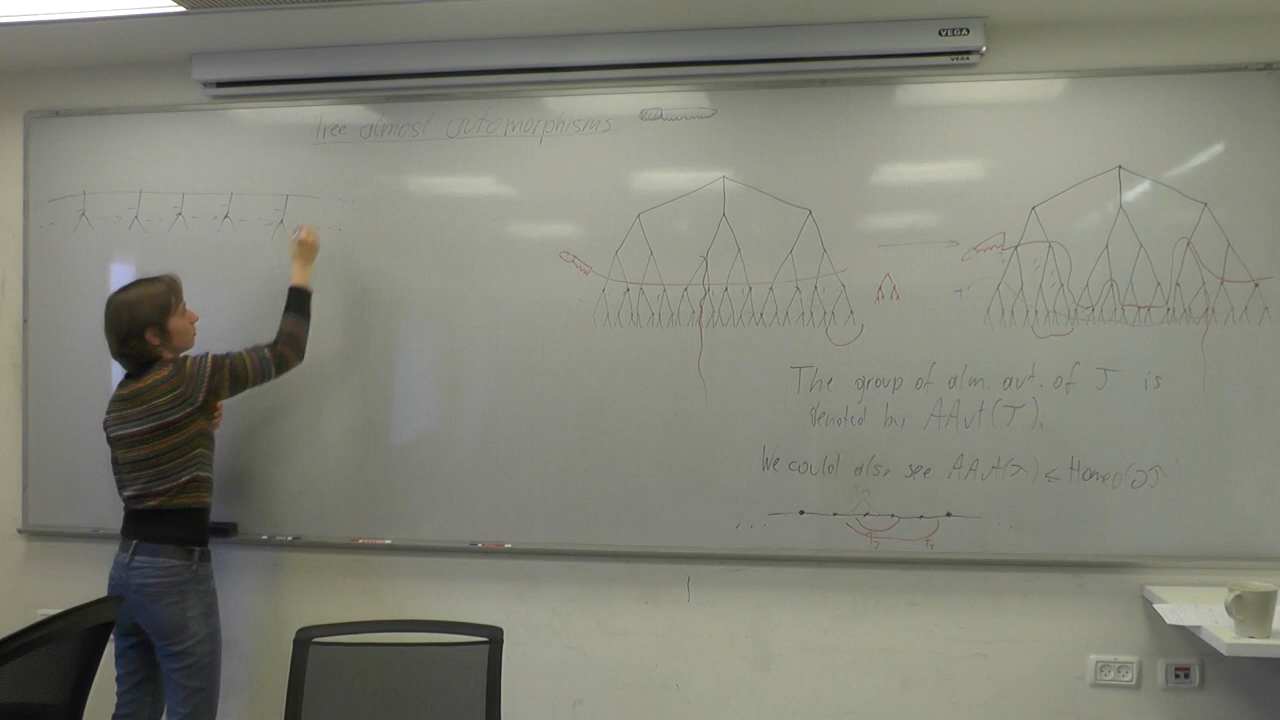 VEGA
VEGA
Tree almost automorphisms
The group of alm. aut. of T is
denoted by AAut(T).
We could also see AAut(T) ≤ Homeo(∂T
...